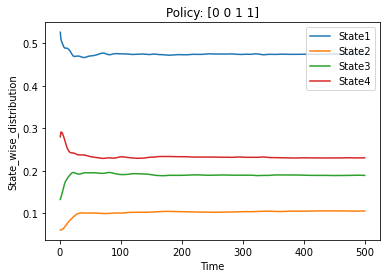 Policy: [0 0 1 1]
State1
State2
State3
State4
State_wise_distribution
0.5
0.4
0.3
0.2
0.1
0 100 200 300 400 500
Time